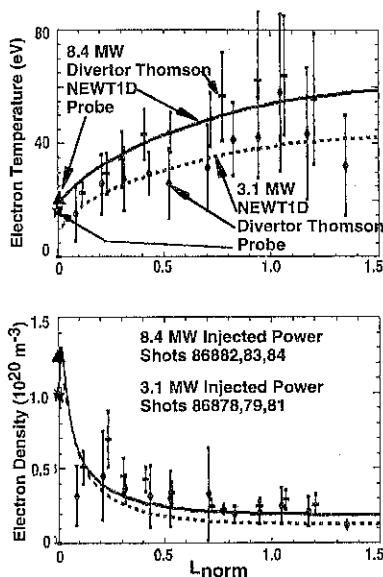 80
60
40
20
0
Electron Temperature (eV)
8.4 MW
Divertor Thomson
NEWT1D
Probe
3.1 MW
NEWT1D
Divertor Thomson
Probe
0
0.5
1.0
1.5
1.5
1.0
0.5
0
Electron Density (10²⁰ m⁻³)
8.4 MW Injected Power
Shots 86882,83,84
3.1 MW Injected Power
Shots 86878,79,81
0
0.5
1.0
1.5
Lnorm